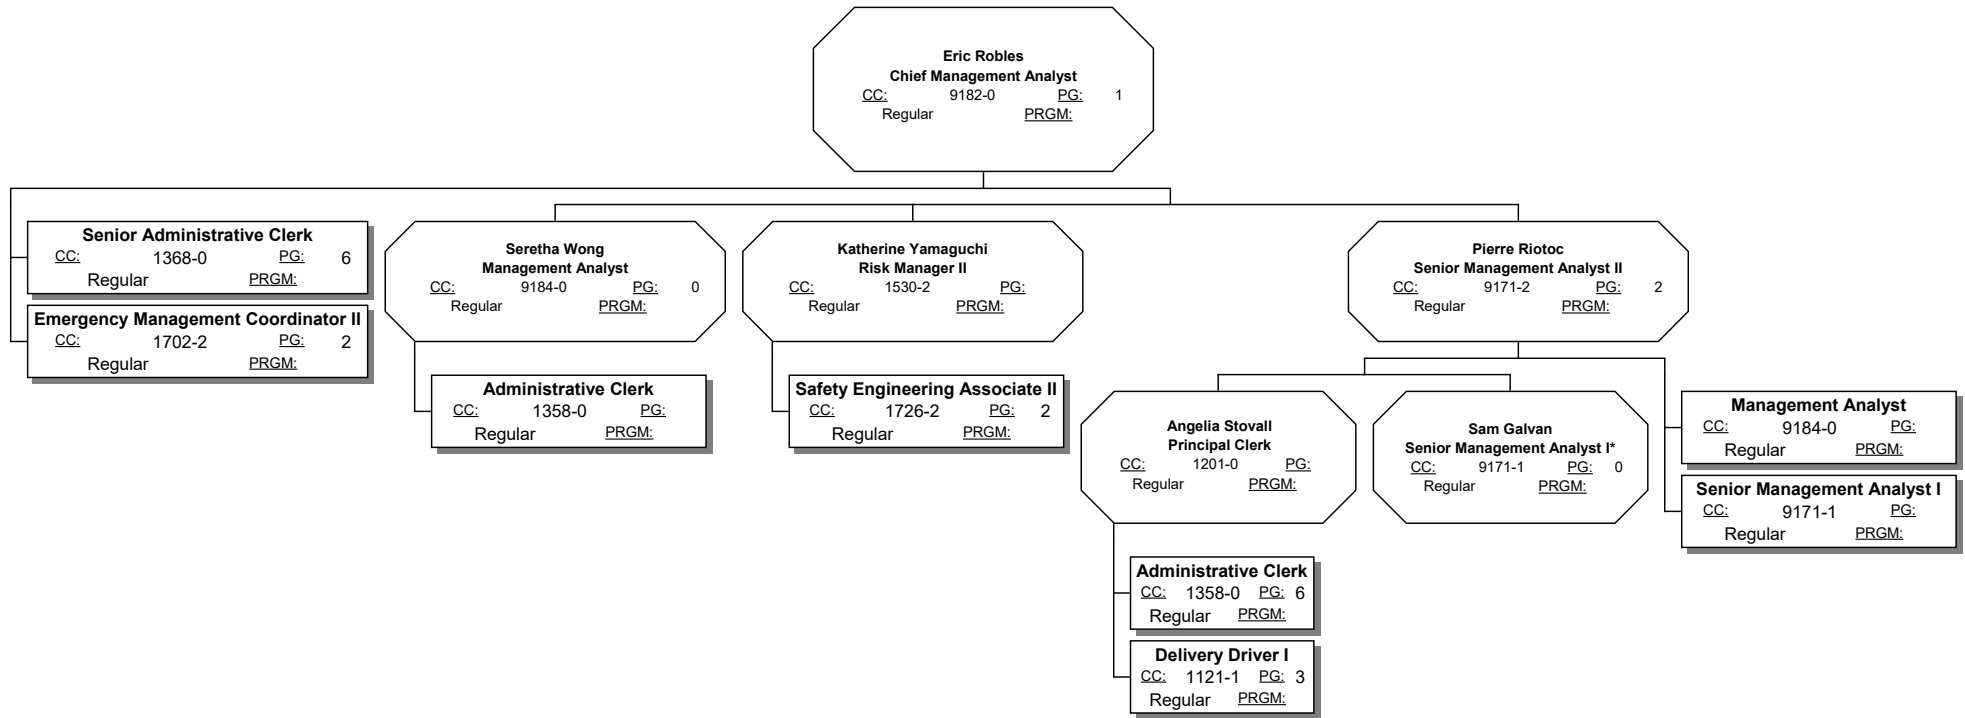 Eric Robles
Chief Management Analyst
CC: 9182-0 PG: 1
Regular PRGM:
Senior Administrative Clerk
CC: 1368-0 PG: 6
Regular PRGM:
Emergency Management Coordinator II
CC: 1702-2 PG: 2
Regular PRGM:
Seretha Wong
Management Analyst
CC: 9184-0 PG: 0
Regular PRGM:
Administrative Clerk
CC: 1358-0 PG:
Regular PRGM:
Katherine Yamaguchi
Risk Manager II
CC: 1530-2 PG:
Regular PRGM:
Safety Engineering Associate II
CC: 1726-2 PG: 2
Regular PRGM:
Pierre Riotoc
Senior Management Analyst II
CC: 9171-2 PG: 2
Regular PRGM:
Angelia Stovall
Principal Clerk
CC: 1201-0 PG:
Regular PRGM:
Administrative Clerk
CC: 1358-0 PG: 6
Regular PRGM:
Delivery Driver I
CC: 1121-1 PG: 3
Regular PRGM:
Sam Galvan
Senior Management Analyst I*
CC: 9171-1 PG: 0
Regular PRGM:
Management Analyst
CC: 9184-0 PG:
Regular PRGM:
Senior Management Analyst I
CC: 9171-1 PG:
Regular PRGM: